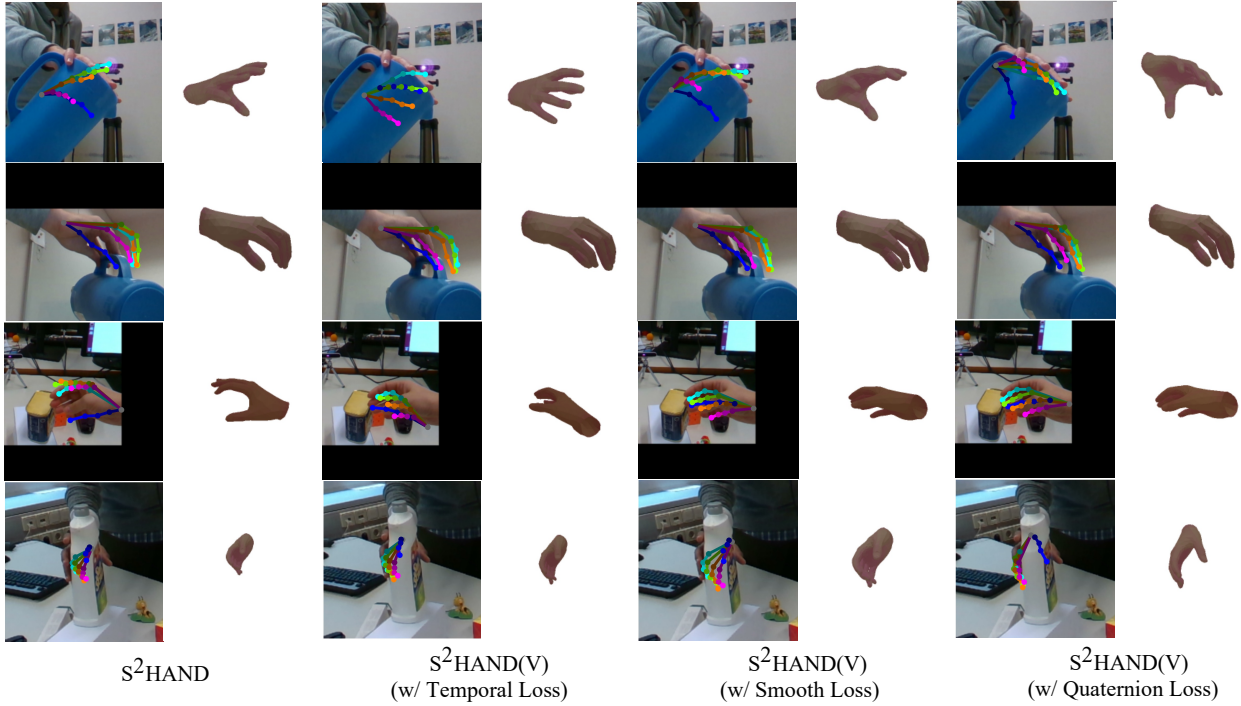 S²HAND
S²HAND(V)
(w/ Temporal Loss)
S²HAND(V)
(w/ Smooth Loss)
S²HAND(V)
(w/ Quaternion Loss)